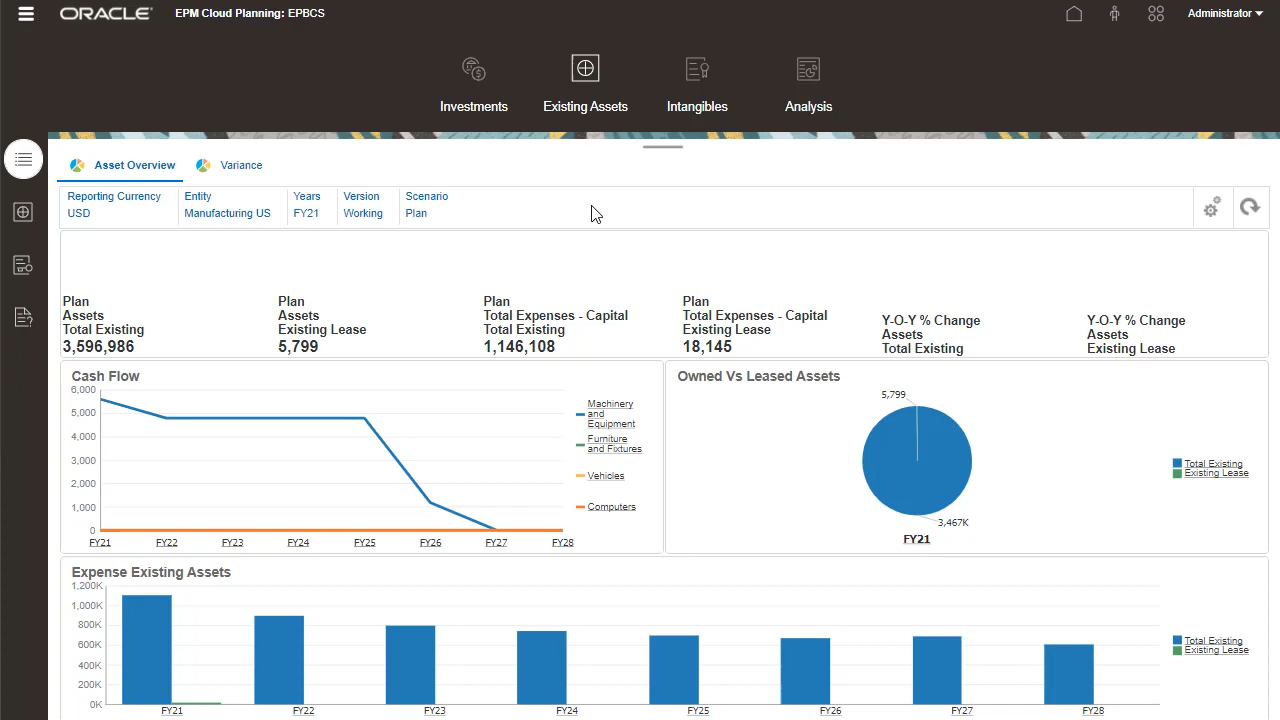 ORACLE EPM Cloud Planning: EPBCS Administrator
Investments Existing Assets Intangibles Analysis
Asset Overview Variance
Reporting Currency Entity Years Version Scenario
USD Manufacturing US FY21 Working Plan
Plan
Assets
Total Existing
3,596,986
Plan
Assets
Existing Lease
5,799
Plan
Total Expenses - Capital
Total Existing
1,146,108
Plan
Total Expenses - Capital
Existing Lease
18,145
Y-O-Y % Change
Assets
Total Existing
Y-O-Y % Change
Assets
Existing Lease
Cash Flow
6,000
5,000
4,000
3,000
2,000
1,000
0
FY21 FY22 FY23 FY24 FY25 FY26 FY27 FY28
Machinery
and
Equipment
Furniture
and Fixtures
Vehicles
Computers
Owned Vs Leased Assets
5,799
3,467K
FY21
Total Existing
Existing Lease
Expense Existing Assets
1,200K
1,000K
800K
600K
400K
200K
0K
FY21 FY22 FY23 FY24 FY25 FY26 FY27 FY28
Total Existing
Existing Lease